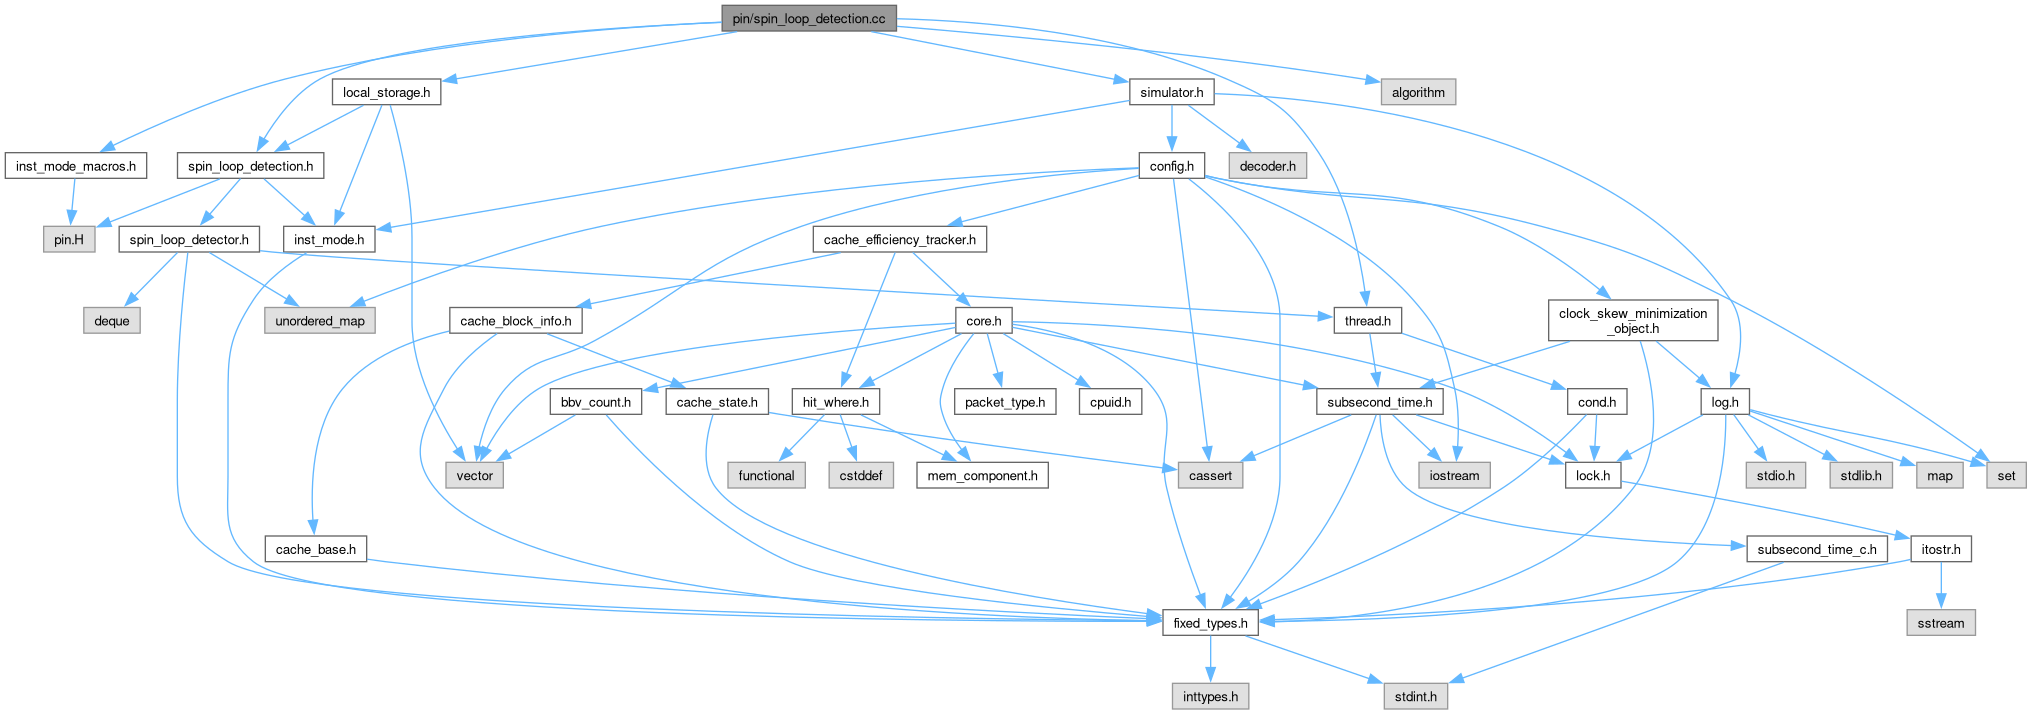 pin/spin_loop_detection.cc
local_storage.h
simulator.h
algorithm
inst_mode_macros.h
spin_loop_detection.h
config.h
decoder.h
pin.H
spin_loop_detector.h
inst_mode.h
cache_efficiency_tracker.h
deque
unordered_map
cache_block_info.h
core.h
thread.h
clock_skew_minimization
_object.h
bbv_count.h
cache_state.h
hit_where.h
packet_type.h
cpuid.h
subsecond_time.h
cond.h
log.h
vector
functional
cstddef
mem_component.h
cassert
iostream
lock.h
stdio.h
stdlib.h
map
set
cache_base.h
subsecond_time_c.h
itostr.h
fixed_types.h
sstream
inttypes.h
stdint.h